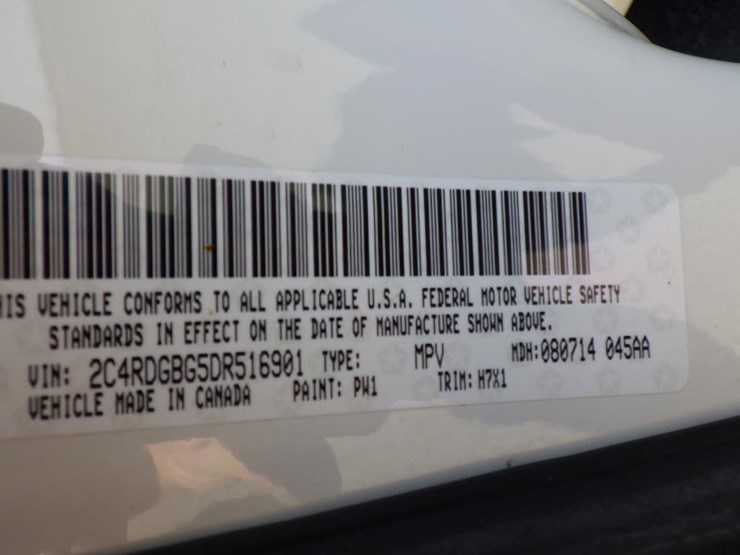 HIS VEHICLE CONFORMS TO ALL APPLICABLE U.S.A. FEDERAL MOTOR VEHICLE SAFETY
STANDARDS IN EFFECT ON THE DATE OF MANUFACTURE SHOWN ABOVE.
VIN: 2C4RDGBG5DR516901 TYPE: MPV MDH:080714 045AA
VEHICLE MADE IN CANADA PAINT: PW1 TRIM: H7X1